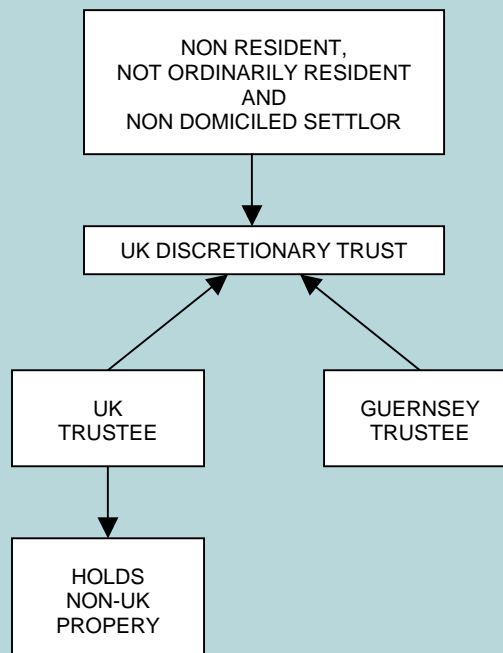 NON RESIDENT,
NOT ORDINARILY RESIDENT
AND
NON DOMICILED SETTLOR
UK DISCRETIONARY TRUST
UK
TRUSTEE
GUERNSEY
TRUSTEE
HOLDS
NON-UK
PROPERY